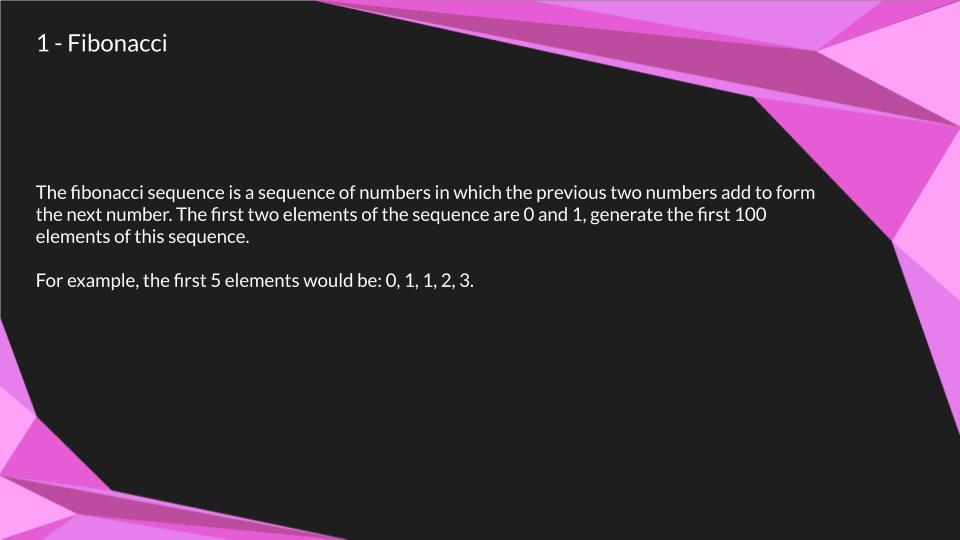 1 - Fibonacci
The fibonacci sequence is a sequence of numbers in which the previous two numbers add to form
the next number. The first two elements of the sequence are 0 and 1, generate the first 100
elements of this sequence.
For example, the first 5 elements would be: 0, 1, 1, 2, 3.